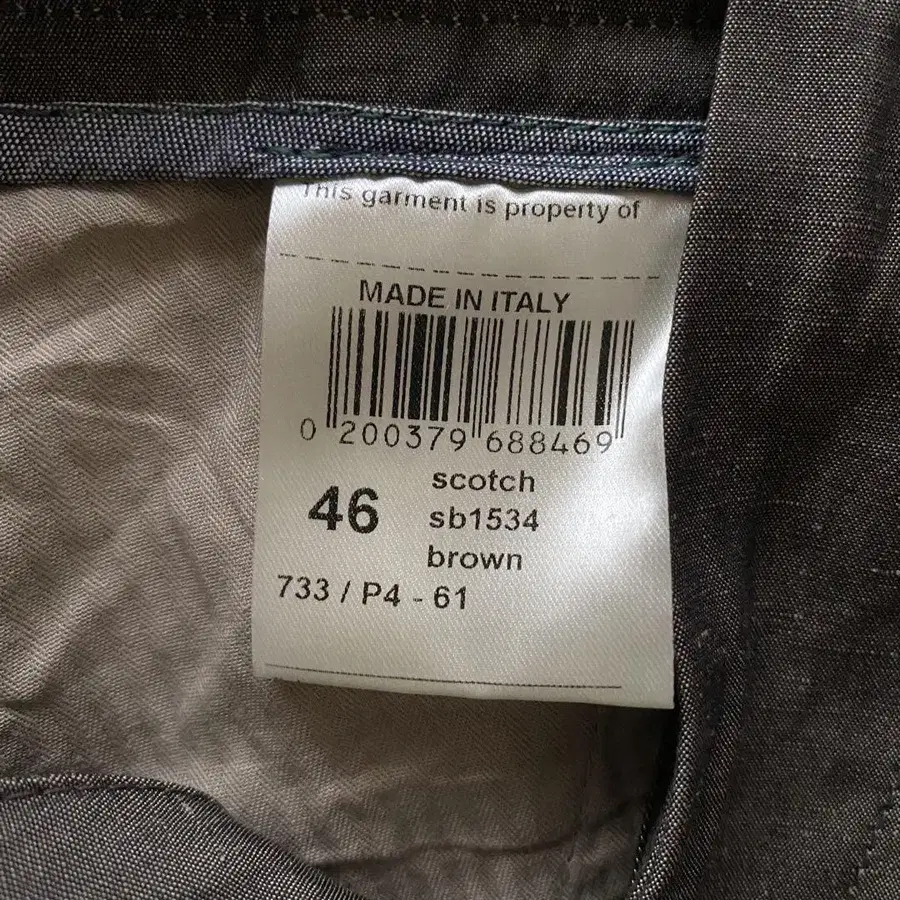 This garment is property of
MADE IN ITALY
0 200379 688469
46
scotch
sb1534
brown
733 / P4 - 61